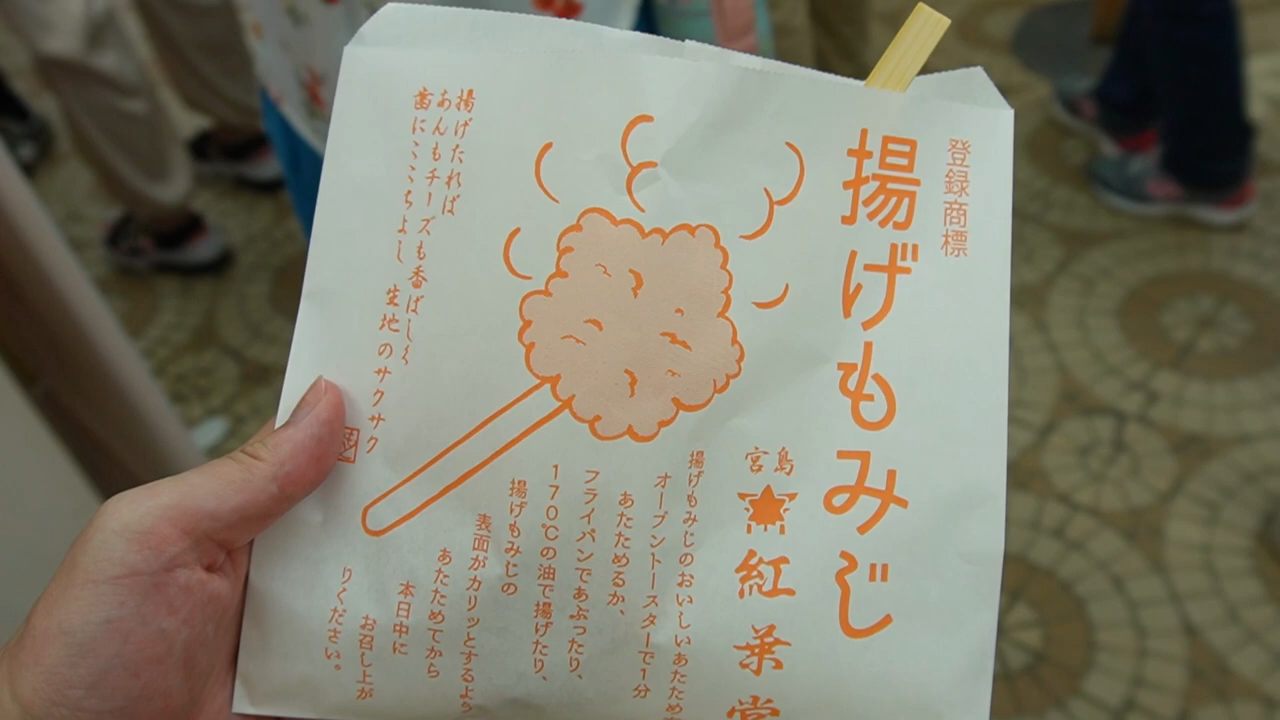 登録商標
揚げもみじ
宮島
紅葉堂
揚げもみじのおいしいあたため
オーブントースターで1分
あたためるか、
フライパンであぶったり、
170℃の油で揚げたり、
揚げもみじの
表面がカリッとするよう
あたためてから
本日中に
お召し上が
りください。
揚げたれば
あんもチーズも香ばしく
歯にここちよし 生地のサクサク